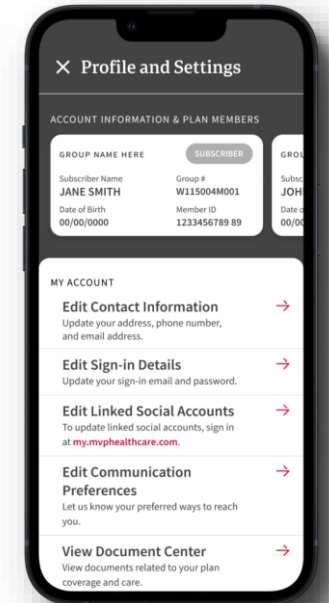 × Profile and Settings
ACCOUNT INFORMATION & PLAN MEMBERS
GROUP NAME HERE
SUBSCRIBER
Subscriber Name
Group #
JANE SMITH
W115004M001
Date of Birth
Member ID
00/00/0000
1233456789 89
MY ACCOUNT
Edit Contact Information
Update your address, phone number,
and email address.
Edit Sign-in Details
Update your sign-in email and password.
Edit Linked Social Accounts
To update linked social accounts, sign in
at my.mvphealthcare.com.
Edit Communication
Preferences
Let us know your preferred ways to reach
you.
View Document Center
View documents related to your plan
coverage and care.